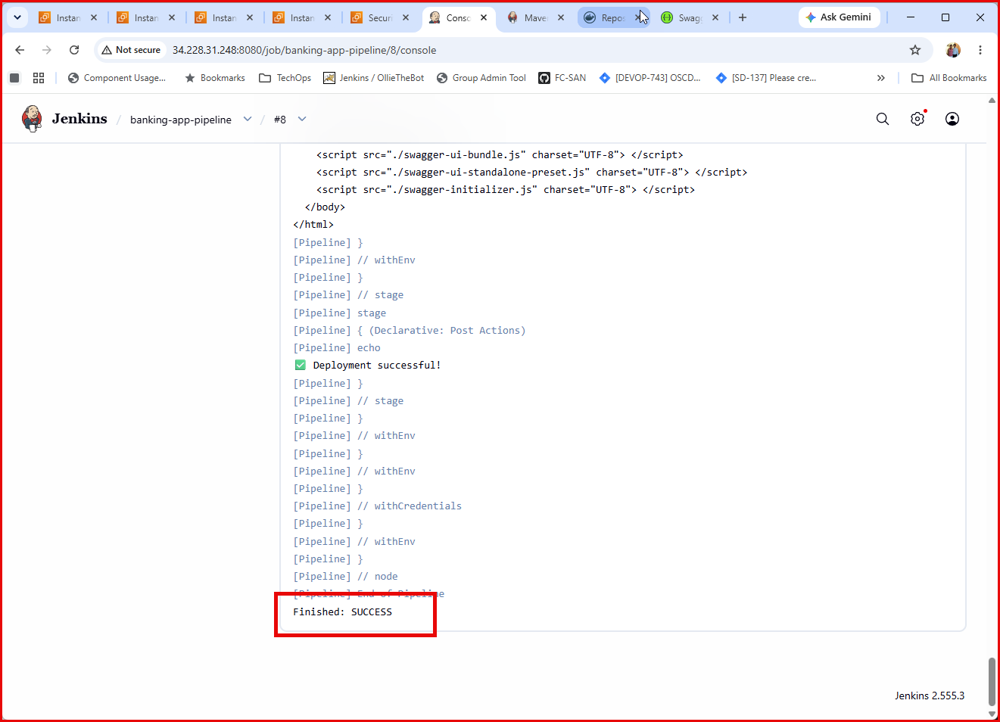 Instan
Instan
Instan
Instan
Securi
Conso
Maven
Repos
Swagg
Ask Gemini
Not secure
34.228.31.248:8080/job/banking-app-pipeline/8/console
Component Usage...
Bookmarks
TechOps
Jenkins / OllieTheBot
Group Admin Tool
FC-SAN
[DEVOP-743] OSCD...
[SD-137] Please cre...
»
All Bookmarks
Jenkins / banking-app-pipeline / #8
<script src="./swagger-ui-bundle.js" charset="UTF-8"> </script>
<script src="./swagger-ui-standalone-preset.js" charset="UTF-8"> </script>
<script src="./swagger-initializer.js" charset="UTF-8"> </script>
</body>
</html>
[Pipeline] }
[Pipeline] // withEnv
[Pipeline] }
[Pipeline] // stage
[Pipeline] stage
[Pipeline] { (Declarative: Post Actions)
[Pipeline] echo
✅ Deployment successful!
[Pipeline] }
[Pipeline] // stage
[Pipeline] }
[Pipeline] // withEnv
[Pipeline] }
[Pipeline] // withEnv
[Pipeline] }
[Pipeline] // withCredentials
[Pipeline] }
[Pipeline] // withEnv
[Pipeline] }
[Pipeline] // node
[Pipeline] End of Pipeline
Finished: SUCCESS
Jenkins 2.555.3